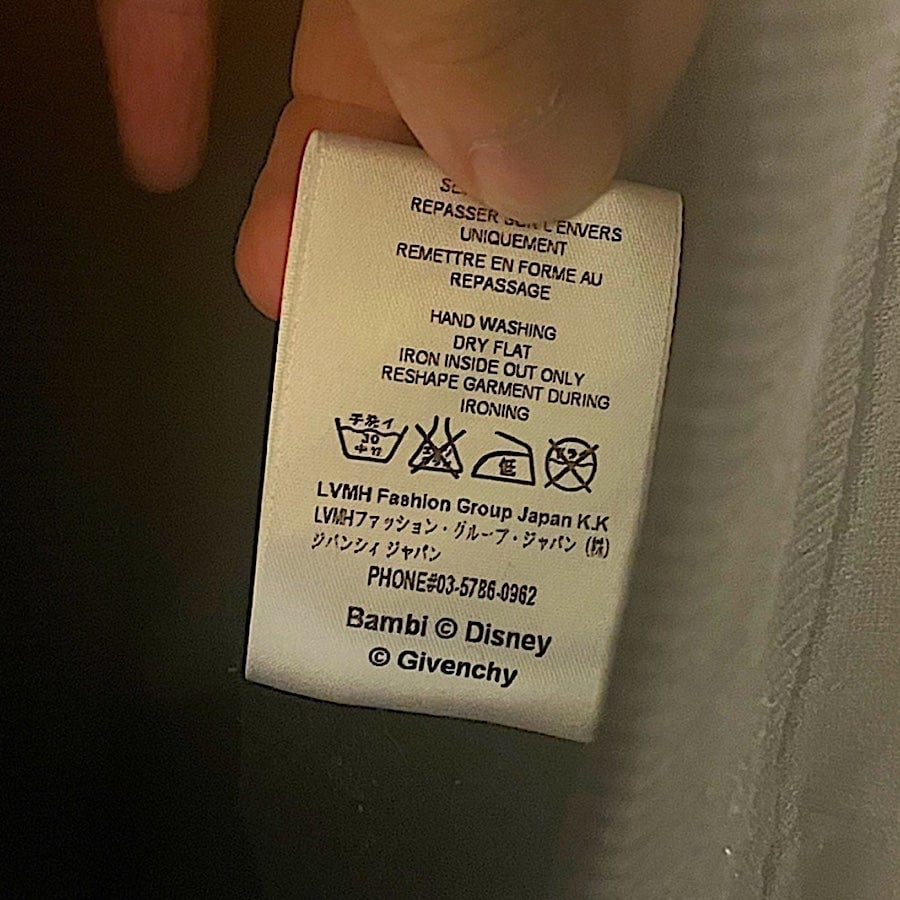 REPASSER SUR L'ENVERS
UNIQUEMENT
REMETTRE EN FORME AU
REPASSAGE
HAND WASHING
DRY FLAT
IRON INSIDE OUT ONLY
RESHAPE GARMENT DURING
IRONING
手洗イ
30
中性
低
LVMH Fashion Group Japan K.K
LVMHファッション・グループ・ジャパン (株)
ジバンシィ ジャパン
PHONE#03-5786-0962
Bambi © Disney
© Givenchy